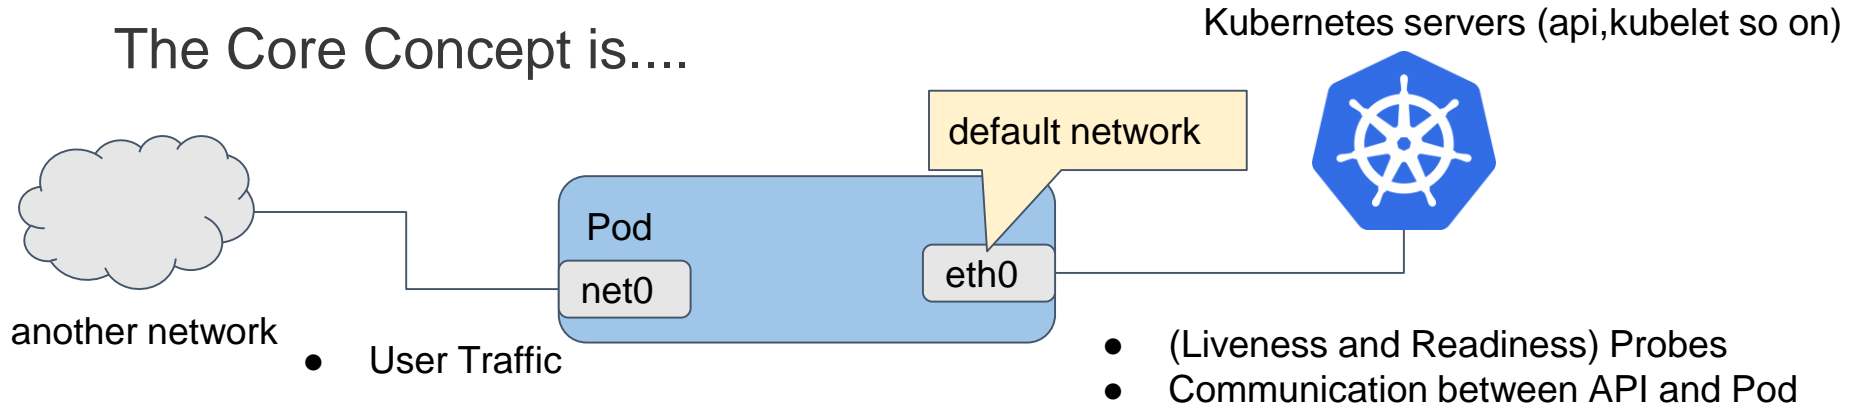 Kubernetes servers (api,kubelet so on)
The Core Concept is....
default network
Pod
net0
eth0
another network
● User Traffic
● (Liveness and Readiness) Probes
● Communication between API and Pod